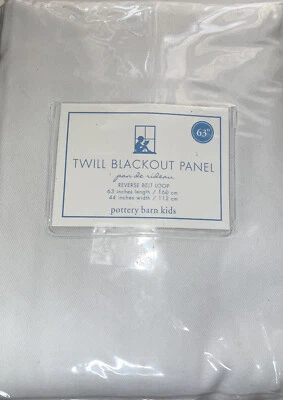 63"
TWILL BLACKOUT PANEL
pan de rideau
REVERSE BELT LOOP
63 inches length / 160 cm
44 inches width / 112 cm
pottery barn kids